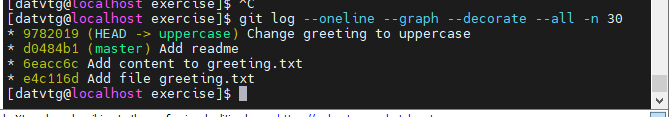 [datvtg@localhost exercise]$ ^C
[datvtg@localhost exercise]$ git log --oneline --graph --decorate --all -n 30
* 9782019 (HEAD -> uppercase) Change greeting to uppercase
* d0484b1 (master) Add readme
* 6eacc6c Add content to greeting.txt
* e4c116d Add file greeting.txt
[datvtg@localhost exercise]$